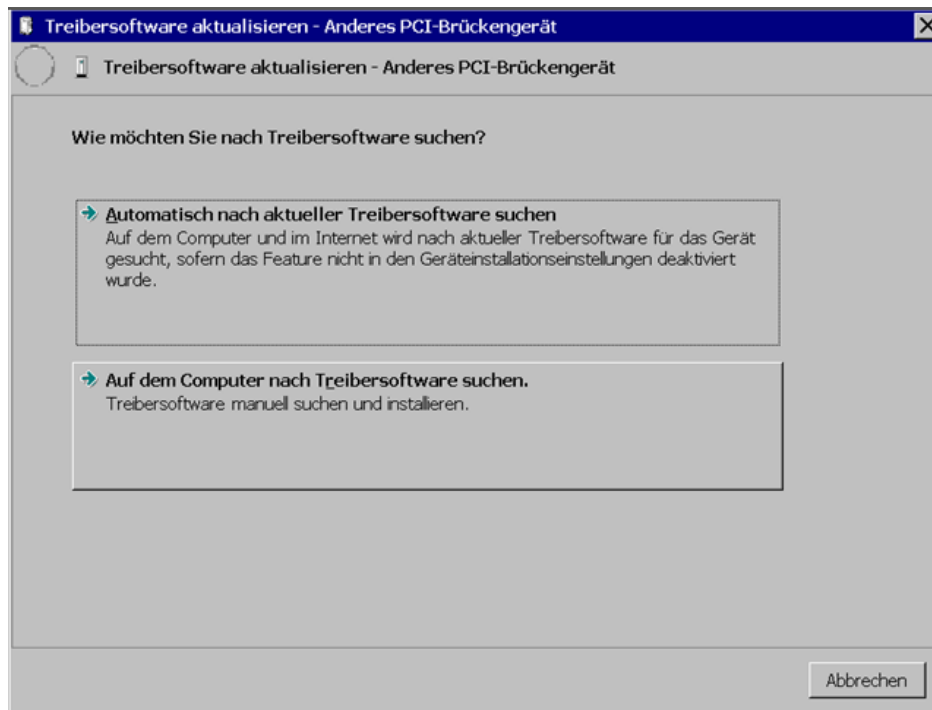 Treibersoftware aktualisieren - Anderes PCI-Brückengerät
Treibersoftware aktualisieren - Anderes PCI-Brückengerät
Wie möchten Sie nach Treibersoftware suchen?
Automatisch nach aktueller Treibersoftware suchen
Auf dem Computer und im Internet wird nach aktueller Treibersoftware für das Gerät
gesucht, sofern das Feature nicht in den Geräteinstallationseinstellungen deaktiviert
wurde.
Auf dem Computer nach Treibersoftware suchen.
Treibersoftware manuell suchen und installieren.
Abbrechen